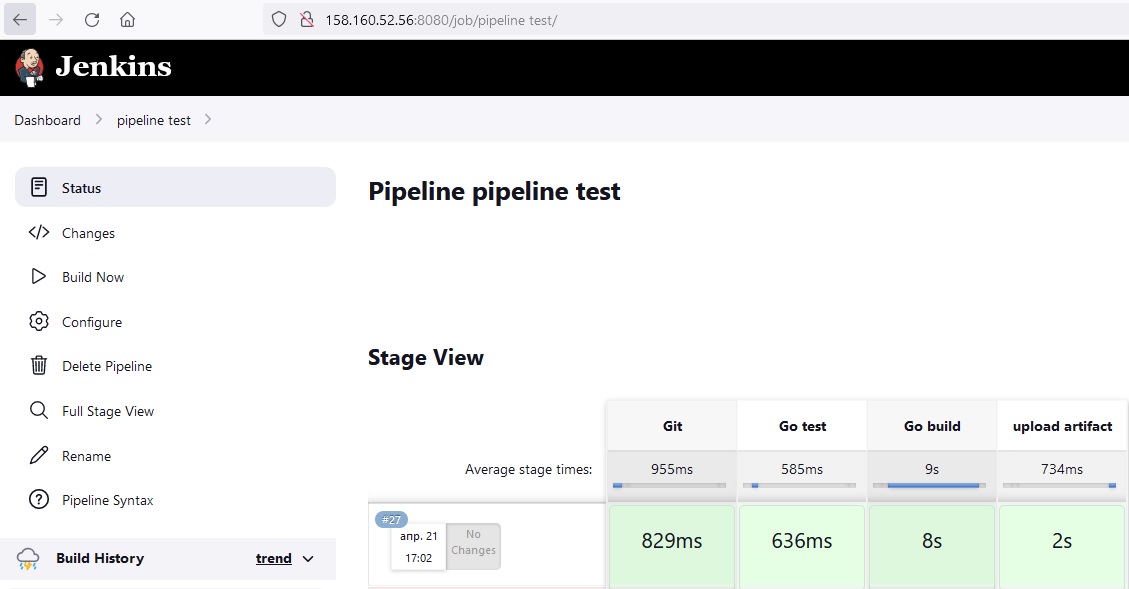 158.160.52.56:8080/job/pipeline test/
Jenkins
Dashboard
pipeline test
Status
Changes
Build Now
Configure
Delete Pipeline
Full Stage View
Rename
Pipeline Syntax
Build History
trend
Pipeline pipeline test
Stage View
Git
Go test
Go build
upload artifact
Average stage times:
955ms
585ms
9s
734ms
#27
апр. 21
17:02
No
Changes
829ms
636ms
8s
2s